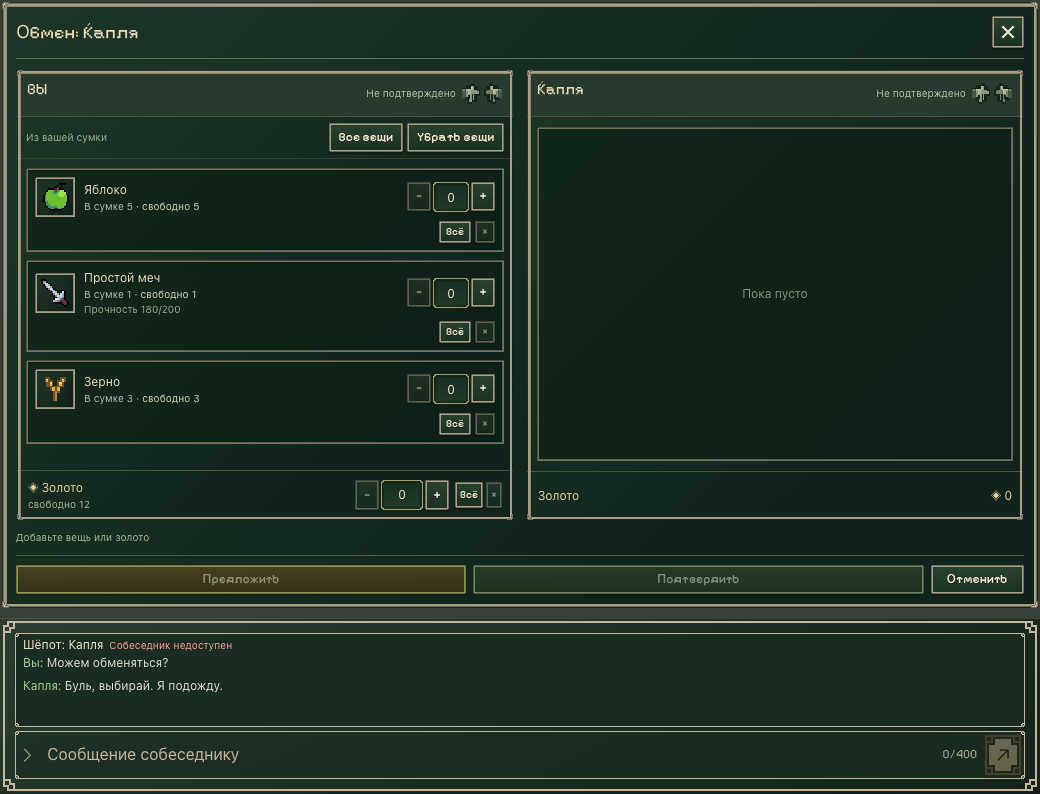 Обмен: Капля
Вы
Не подтверждено
Из вашей сумки
Все вещи
Убрать вещи
Яблоко
В сумке 5 · свободно 5
- 0 +
Всё ×
Простой меч
В сумке 1 · свободно 1
Прочность 180/200
- 0 +
Всё ×
Зерно
В сумке 3 · свободно 3
- 0 +
Всё ×
Золото
свободно 12
- 0 + Всё ×
Капля
Не подтверждено
Пока пусто
Золото
0
Добавьте вещь или золото
Предложить
Подтвердить
Отменить
Шёпот: Капля Собеседник недоступен
Вы: Можем обменяться?
Капля: Буль, выбирай. Я подожду.
Сообщение собеседнику
0/400